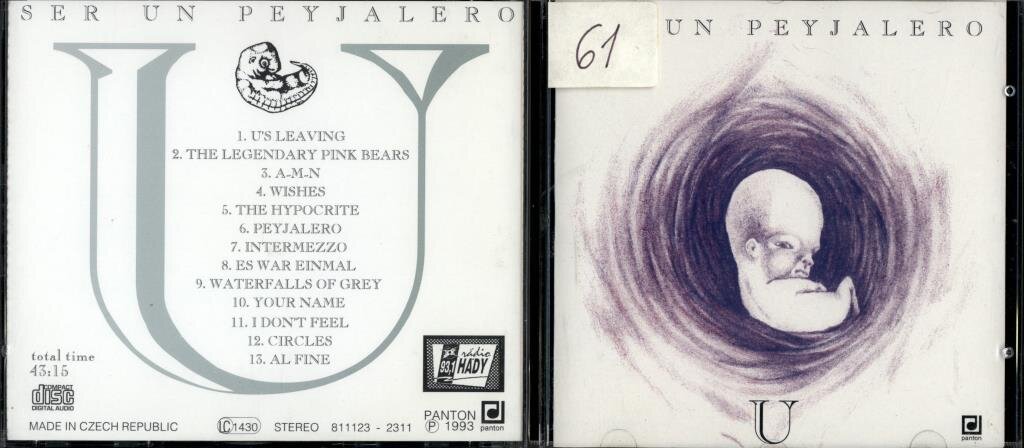 SER UN PEYJALERO
U
1. U'S LEAVING
2. THE LEGENDARY PINK BEARS
3. A-M-N
4. WISHES
5. THE HYPOCRITE
6. PEYJALERO
7. INTERMEZZO
8. ES WAR EINMAL
9. WATERFALLS OF GREY
10. YOUR NAME
11. I DON'T FEEL
12. CIRCLES
13. AL FINE
total time
43:15
COMPACT
disc
DIGITAL AUDIO
rádio
93,1 HÁDY
MADE IN CZECH REPUBLIC
LC 1430
STEREO
811123 - 2311
PANTON
Ⓟ 1993
panton
61
UN PEYJALERO
U
panton